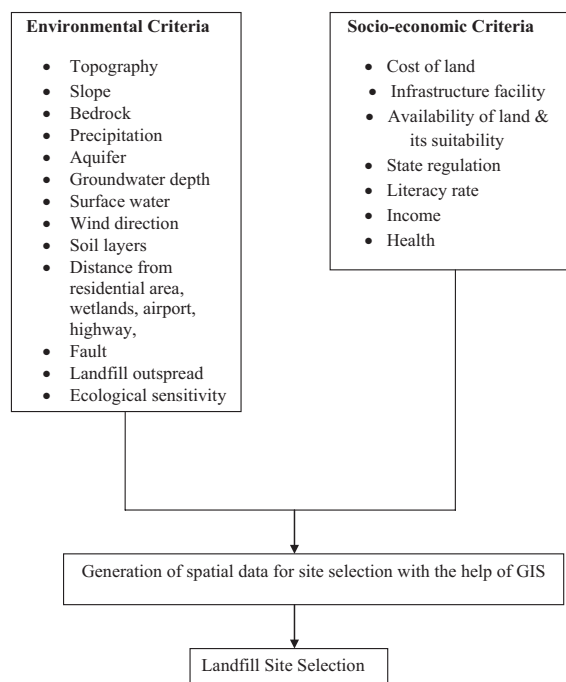 Environmental Criteria
• Topography
• Slope
• Bedrock
• Precipitation
• Aquifer
• Groundwater depth
• Surface water
• Wind direction
• Soil layers
• Distance from
residential area,
wetlands, airport,
highway,
• Fault
• Landfill outspread
• Ecological sensitivity
Socio-economic Criteria
• Cost of land
• Infrastructure facility
• Availability of land &
its suitability
• State regulation
• Literacy rate
• Income
• Health
Generation of spatial data for site selection with the help of GIS
Landfill Site Selection